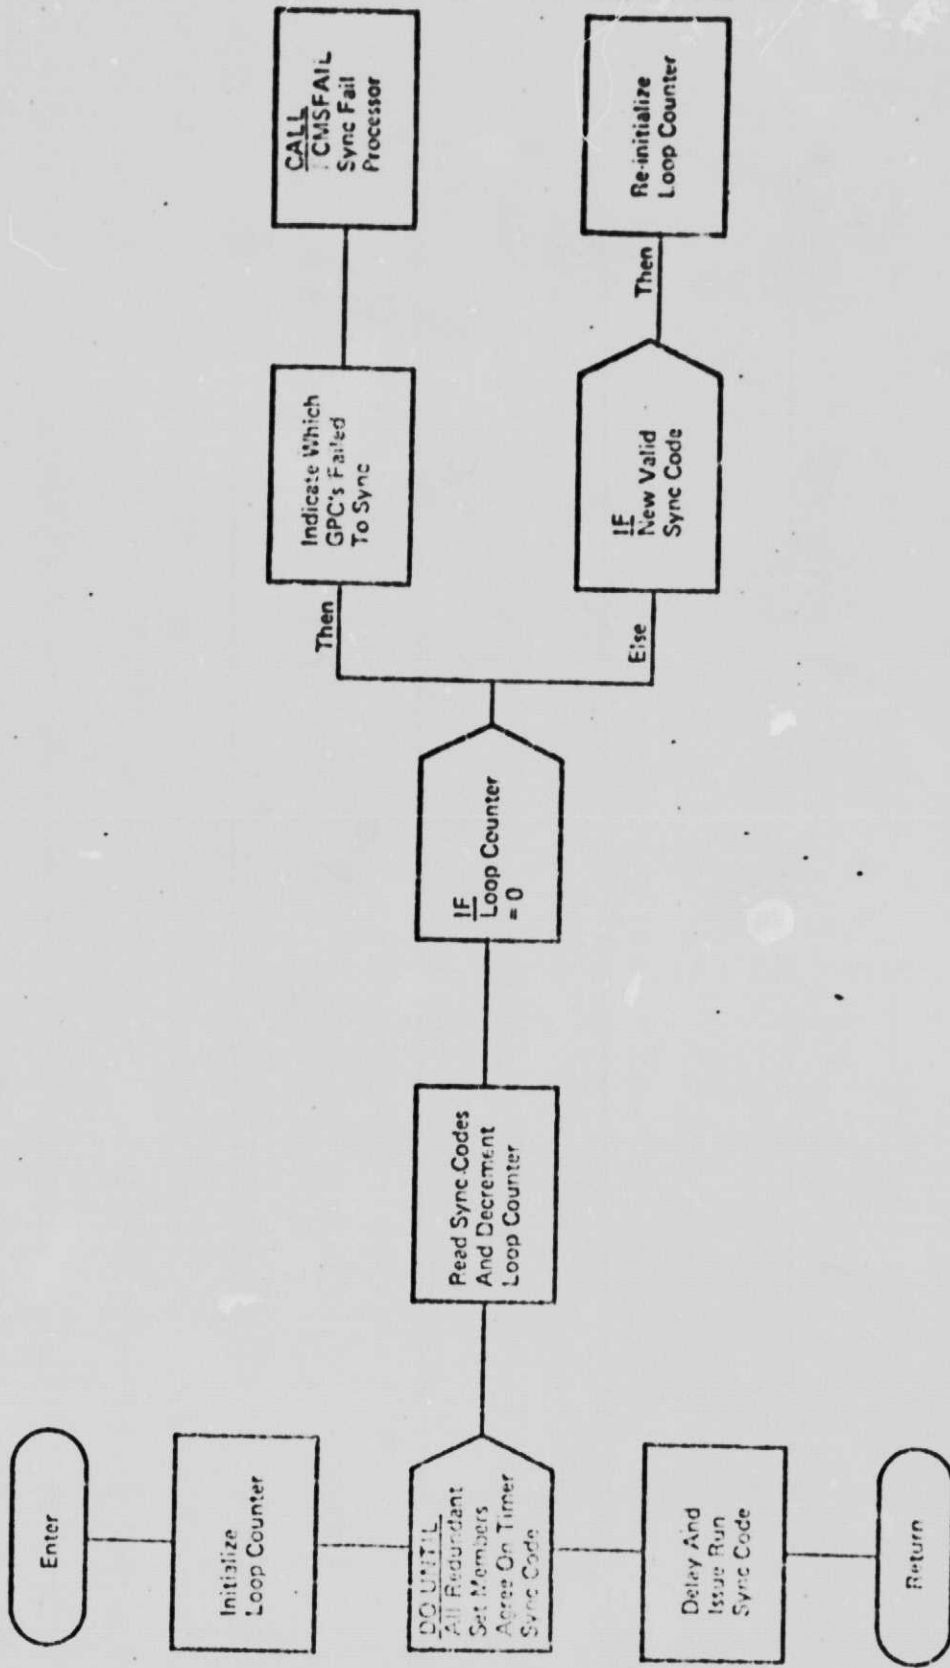 Enter
Initialize
Loop Counter
DO UNTIL
All Redundant
Set Members
Agree On Timer
Sync Code
Read Sync Codes
And Decrement
Loop Counter
IF
Loop Counter
= 0
Then
Indicate Which
GPC's Failed
To Sync
CALL
CMSFAIL
Sync Fail
Processor
Else
IF
New Valid
Sync Code
Then
Re-initialize
Loop Counter
Delay And
Issue Run
Sync Code
Return